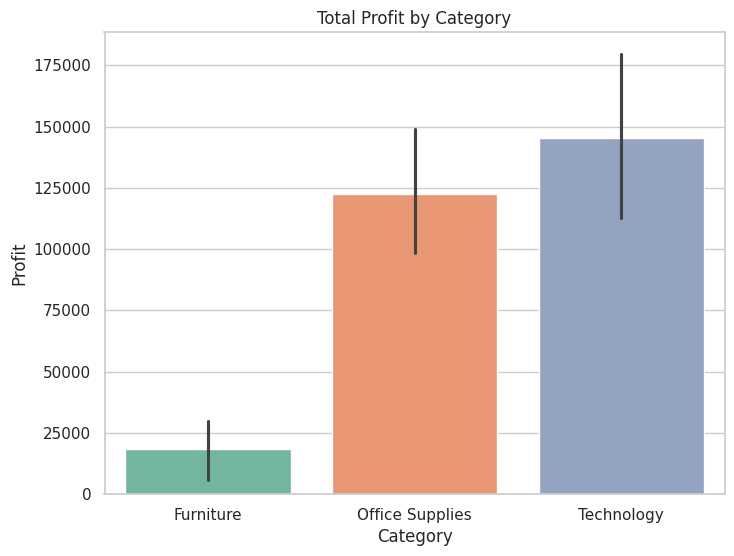 Total Profit by Category
175000
150000
125000
100000
75000
50000
25000
0
Profit
Furniture
Office Supplies
Technology
Category